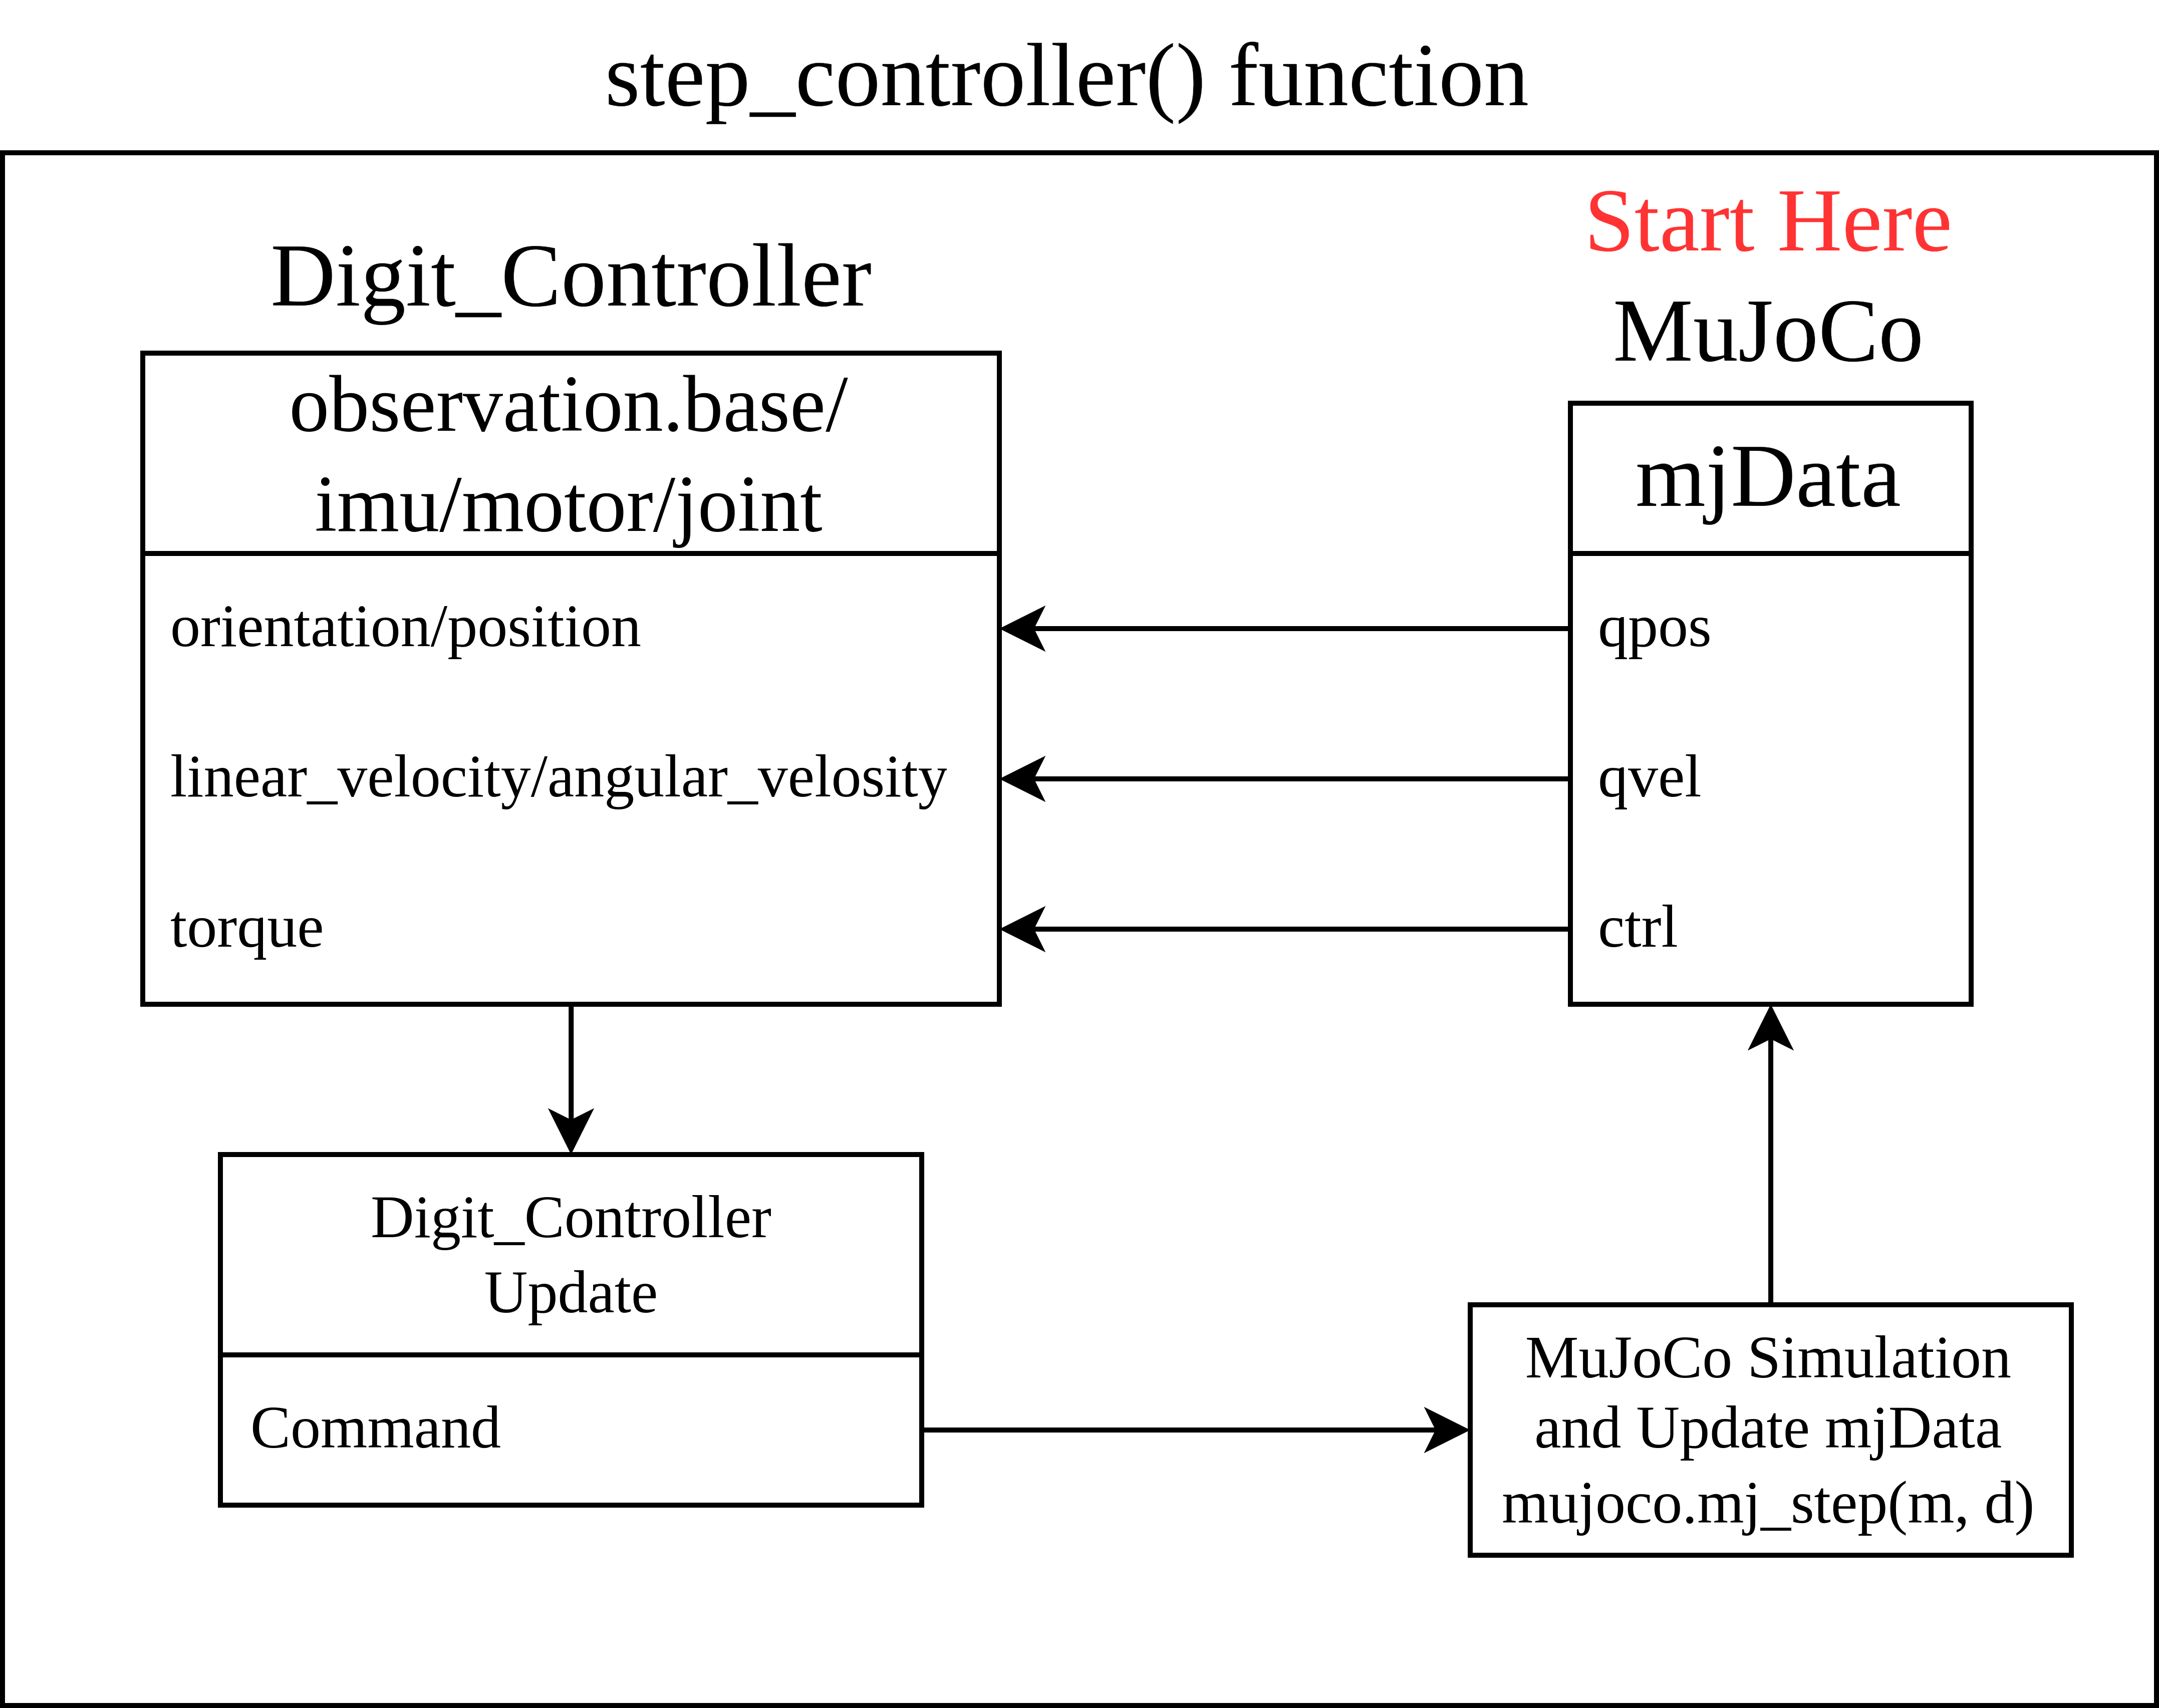 step_controller() function
Start Here
Digit_Controller
MuJoCo
observation.base/
imu/motor/joint
mjData
orientation/position
qpos
linear_velocity/angular_velosity
qvel
torque
ctrl
Digit_Controller
Update
Command
MuJoCo Simulation
and Update mjData
mujoco.mj_step(m, d)